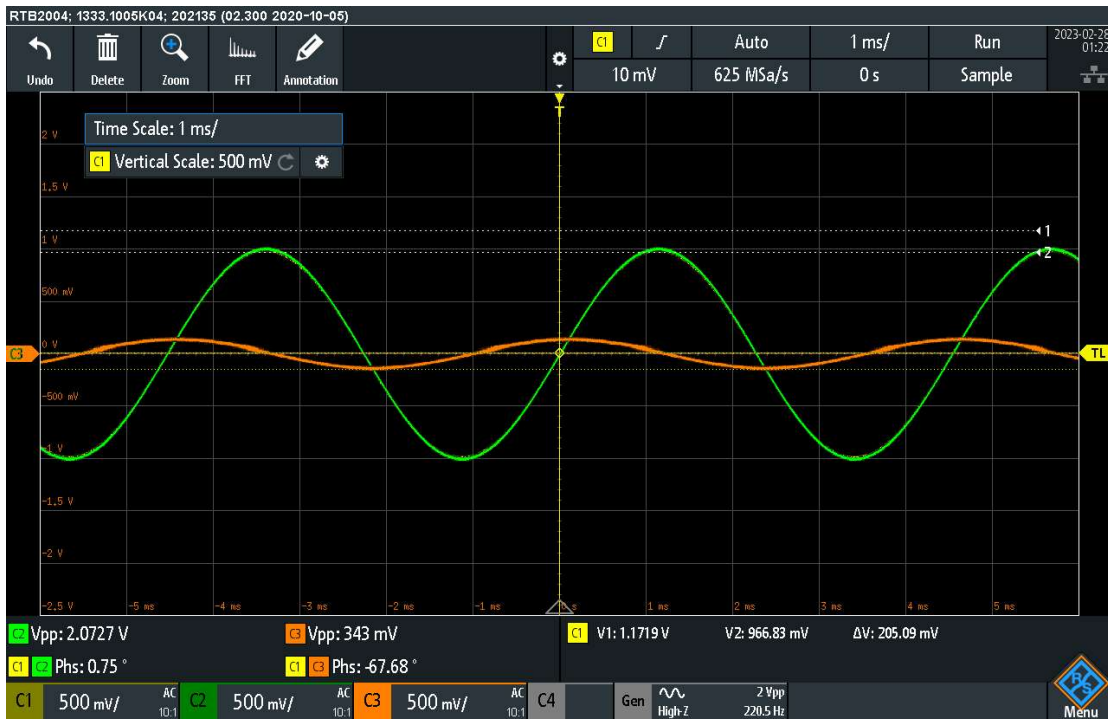 RTB2004; 1333.1005K04; 202135 (02.300 2020-10-05)
Undo Delete Zoom FFT Annotation
C1 Auto 1 ms/ Run
10 mV 625 MSa/s 0 s Sample
2023-02-28
01:22
T
Time Scale: 1 ms/
C1 Vertical Scale: 500 mV
2 V
1.5 V
1 V
500 mV
0 V
-500 mV
-1 V
-1.5 V
-2 V
-2.5 V
1
2
C3
TL
-5 ms -4 ms -3 ms -2 ms -1 ms 0 s 1 ms 2 ms 3 ms 4 ms 5 ms
C2 Vpp: 2.0727 V C3 Vpp: 343 mV C1 V1: 1.1719 V V2: 966.83 mV ΔV: 205.09 mV
C1 C2 Phs: 0.75 ° C1 C3 Phs: -67.68 °
C1 500 mV/ AC 10:1 C2 500 mV/ AC 10:1 C3 500 mV/ AC 10:1 C4 Gen High-Z 2 Vpp 220.5 Hz
R&S
Menu